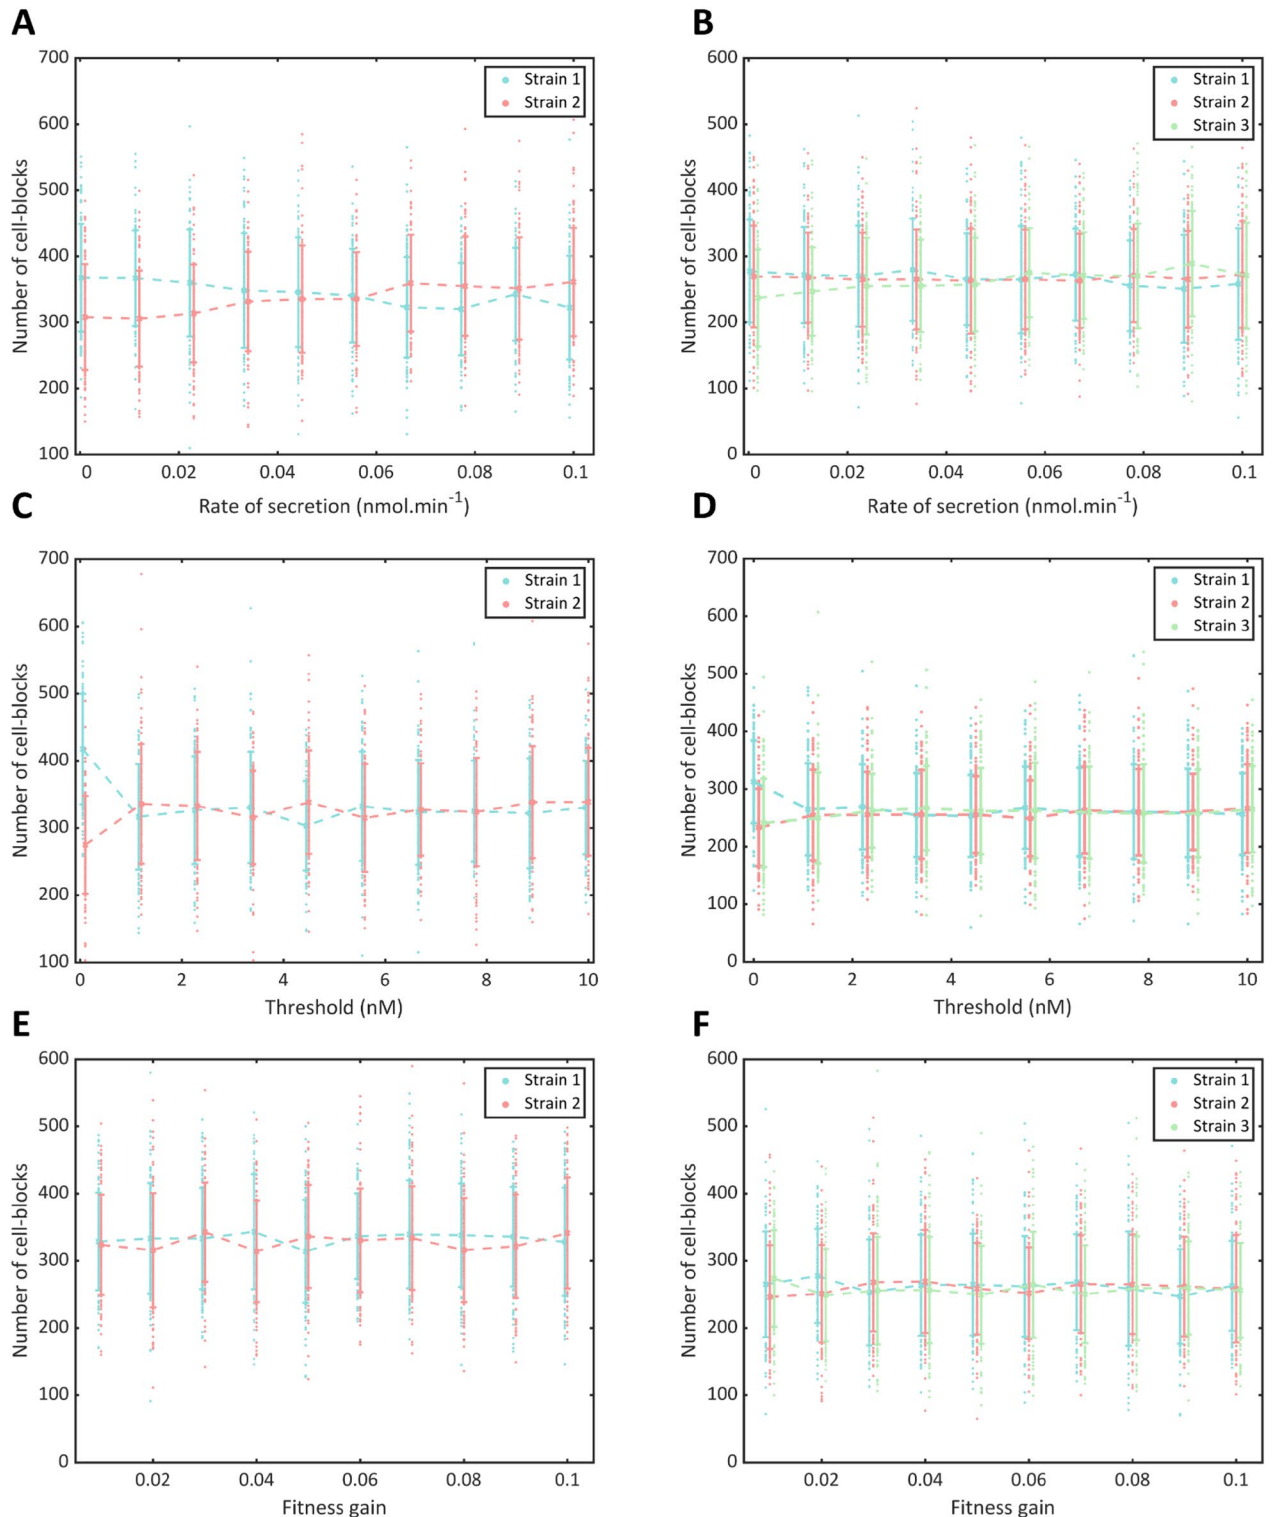 A
700
600
500
400
300
200
100
Number of cell-blocks
Strain 1
Strain 2
0 0.02 0.04 0.06 0.08 0.1
Rate of secretion (nmol.min⁻¹)
B
600
500
400
300
200
100
0
Number of cell-blocks
Strain 1
Strain 2
Strain 3
0 0.02 0.04 0.06 0.08 0.1
Rate of secretion (nmol.min⁻¹)
C
700
600
500
400
300
200
100
Number of cell-blocks
Strain 1
Strain 2
0 2 4 6 8 10
Threshold (nM)
D
700
600
500
400
300
200
100
0
Number of cell-blocks
Strain 1
Strain 2
Strain 3
0 2 4 6 8 10
Threshold (nM)
E
600
500
400
300
200
100
0
Number of cell-blocks
Strain 1
Strain 2
0.02 0.04 0.06 0.08 0.1
Fitness gain
F
600
500
400
300
200
100
0
Number of cell-blocks
Strain 1
Strain 2
Strain 3
0.02 0.04 0.06 0.08 0.1
Fitness gain